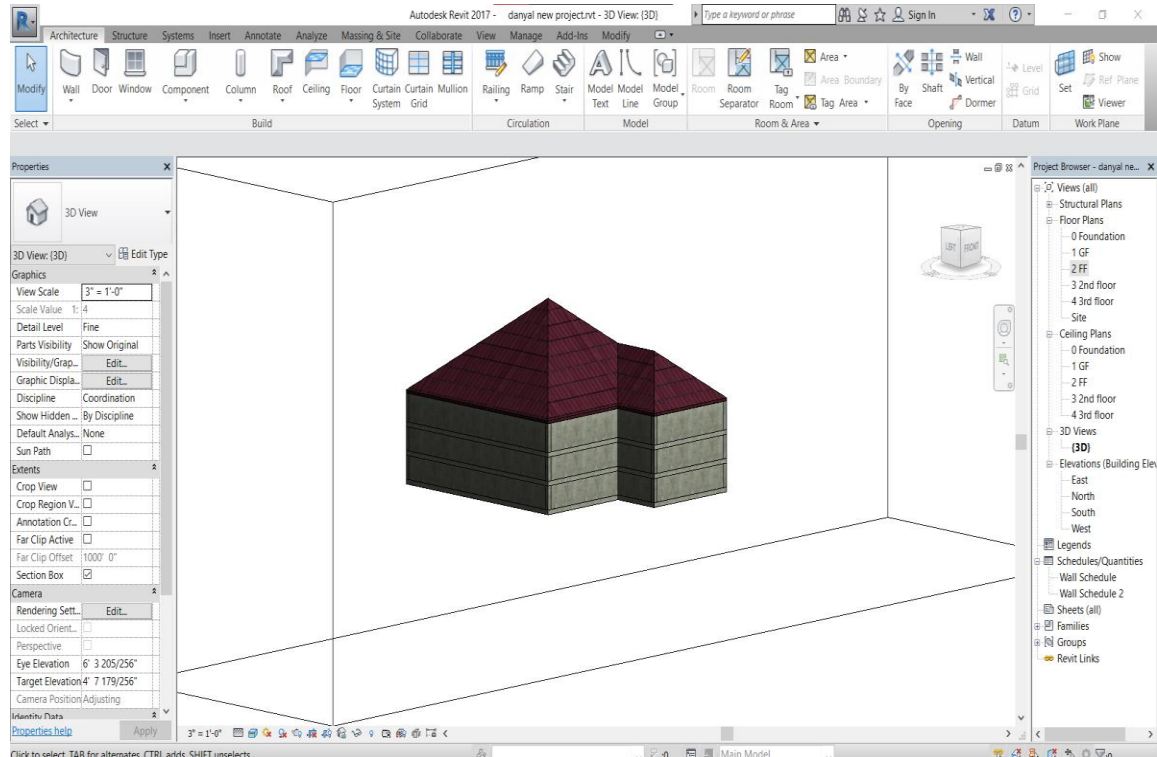 Autodesk Revit 2017 - danyal new project.rvt - 3D View: {3D}
Type a keyword or phrase
Sign In
Architecture Structure Systems Insert Annotate Analyze Massing & Site Collaborate View Manage Add-Ins Modify
Modify
Wall Door Window Component Column Roof Ceiling Floor Curtain System Curtain Grid Mullion
Railing Ramp Stair
Model Text Model Line Model Group
Room Room Separator Tag Room
Area
Area Boundary
Tag Area
By Face Shaft Wall Vertical Dormer
Level
Grid
Set Show
Ref Plane
Viewer
Select Build Circulation Model Room & Area Opening Datum Work Plane
Properties
3D View
3D View: {3D} Edit Type
Graphics
View Scale 3" = 1'-0"
Scale Value 1: 4
Detail Level Fine
Parts Visibility Show Original
Visibility/Grap... Edit...
Graphic Displa... Edit...
Discipline Coordination
Show Hidden ... By Discipline
Default Analys... None
Sun Path
Extents
Crop View
Crop Region V...
Annotation Cr...
Far Clip Active
Far Clip Offset 1000' 0"
Section Box
Camera
Rendering Sett... Edit...
Locked Orient...
Perspective
Eye Elevation 6' 3 205/256"
Target Elevation 4' 7 179/256"
Camera Position Adjusting
Identity Data
Properties help Apply
LEFT FRONT
3" = 1'-0"
Project Browser - danyal ne...
Views (all)
Structural Plans
Floor Plans
0 Foundation
1 GF
2 FF
3 2nd floor
4 3rd floor
Site
Ceiling Plans
0 Foundation
1 GF
2 FF
3 2nd floor
4 3rd floor
3D Views
{3D}
Elevations (Building Elev
East
North
South
West
Legends
Schedules/Quantities
Wall Schedule
Wall Schedule 2
Sheets (all)
Families
Groups
Revit Links
Click to select, TAB for alternates, CTRL adds, SHIFT unselects.
:0
Main Model
:0